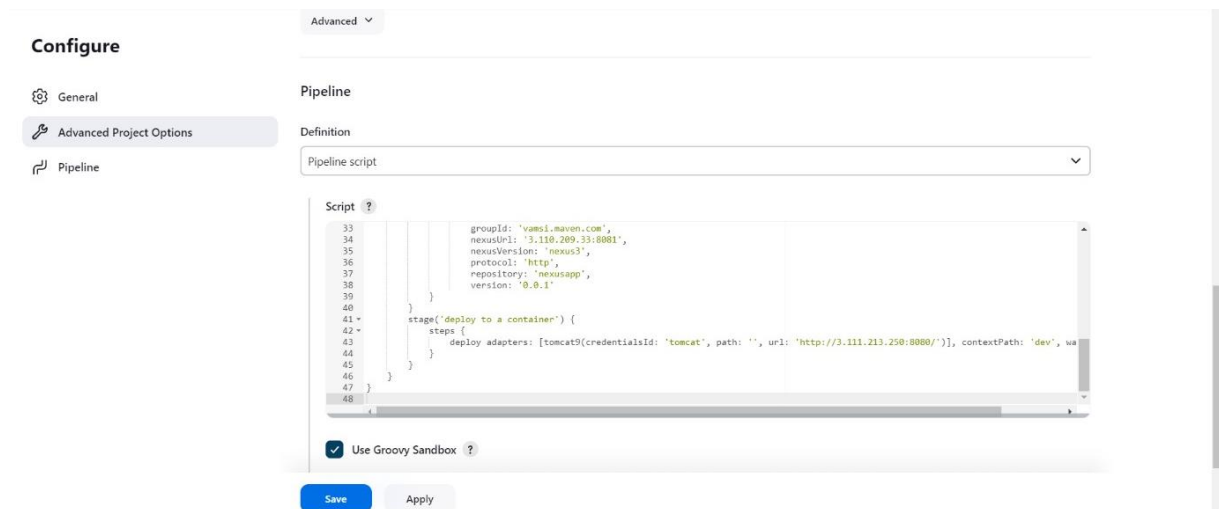 Advanced
Configure
General
Advanced Project Options
Pipeline
Pipeline
Definition
Pipeline script
Script ?
33 groupId: 'vamsi.maven.com',
34 nexusUrl: '3.110.209.33:8081',
35 nexusVersion: 'nexus3',
36 protocol: 'http',
37 repository: 'nexusapp',
38 version: '0.0.1'
39 }
40 }
41 stage('deploy to a container') {
42 steps {
43 deploy adapters: [tomcat9(credentialsId: 'tomcat', path: '', url: 'http://3.111.213.250:8080/')], contextPath: 'dev', wa
44 }
45 }
46 }
47 }
48
Use Groovy Sandbox ?
Save Apply